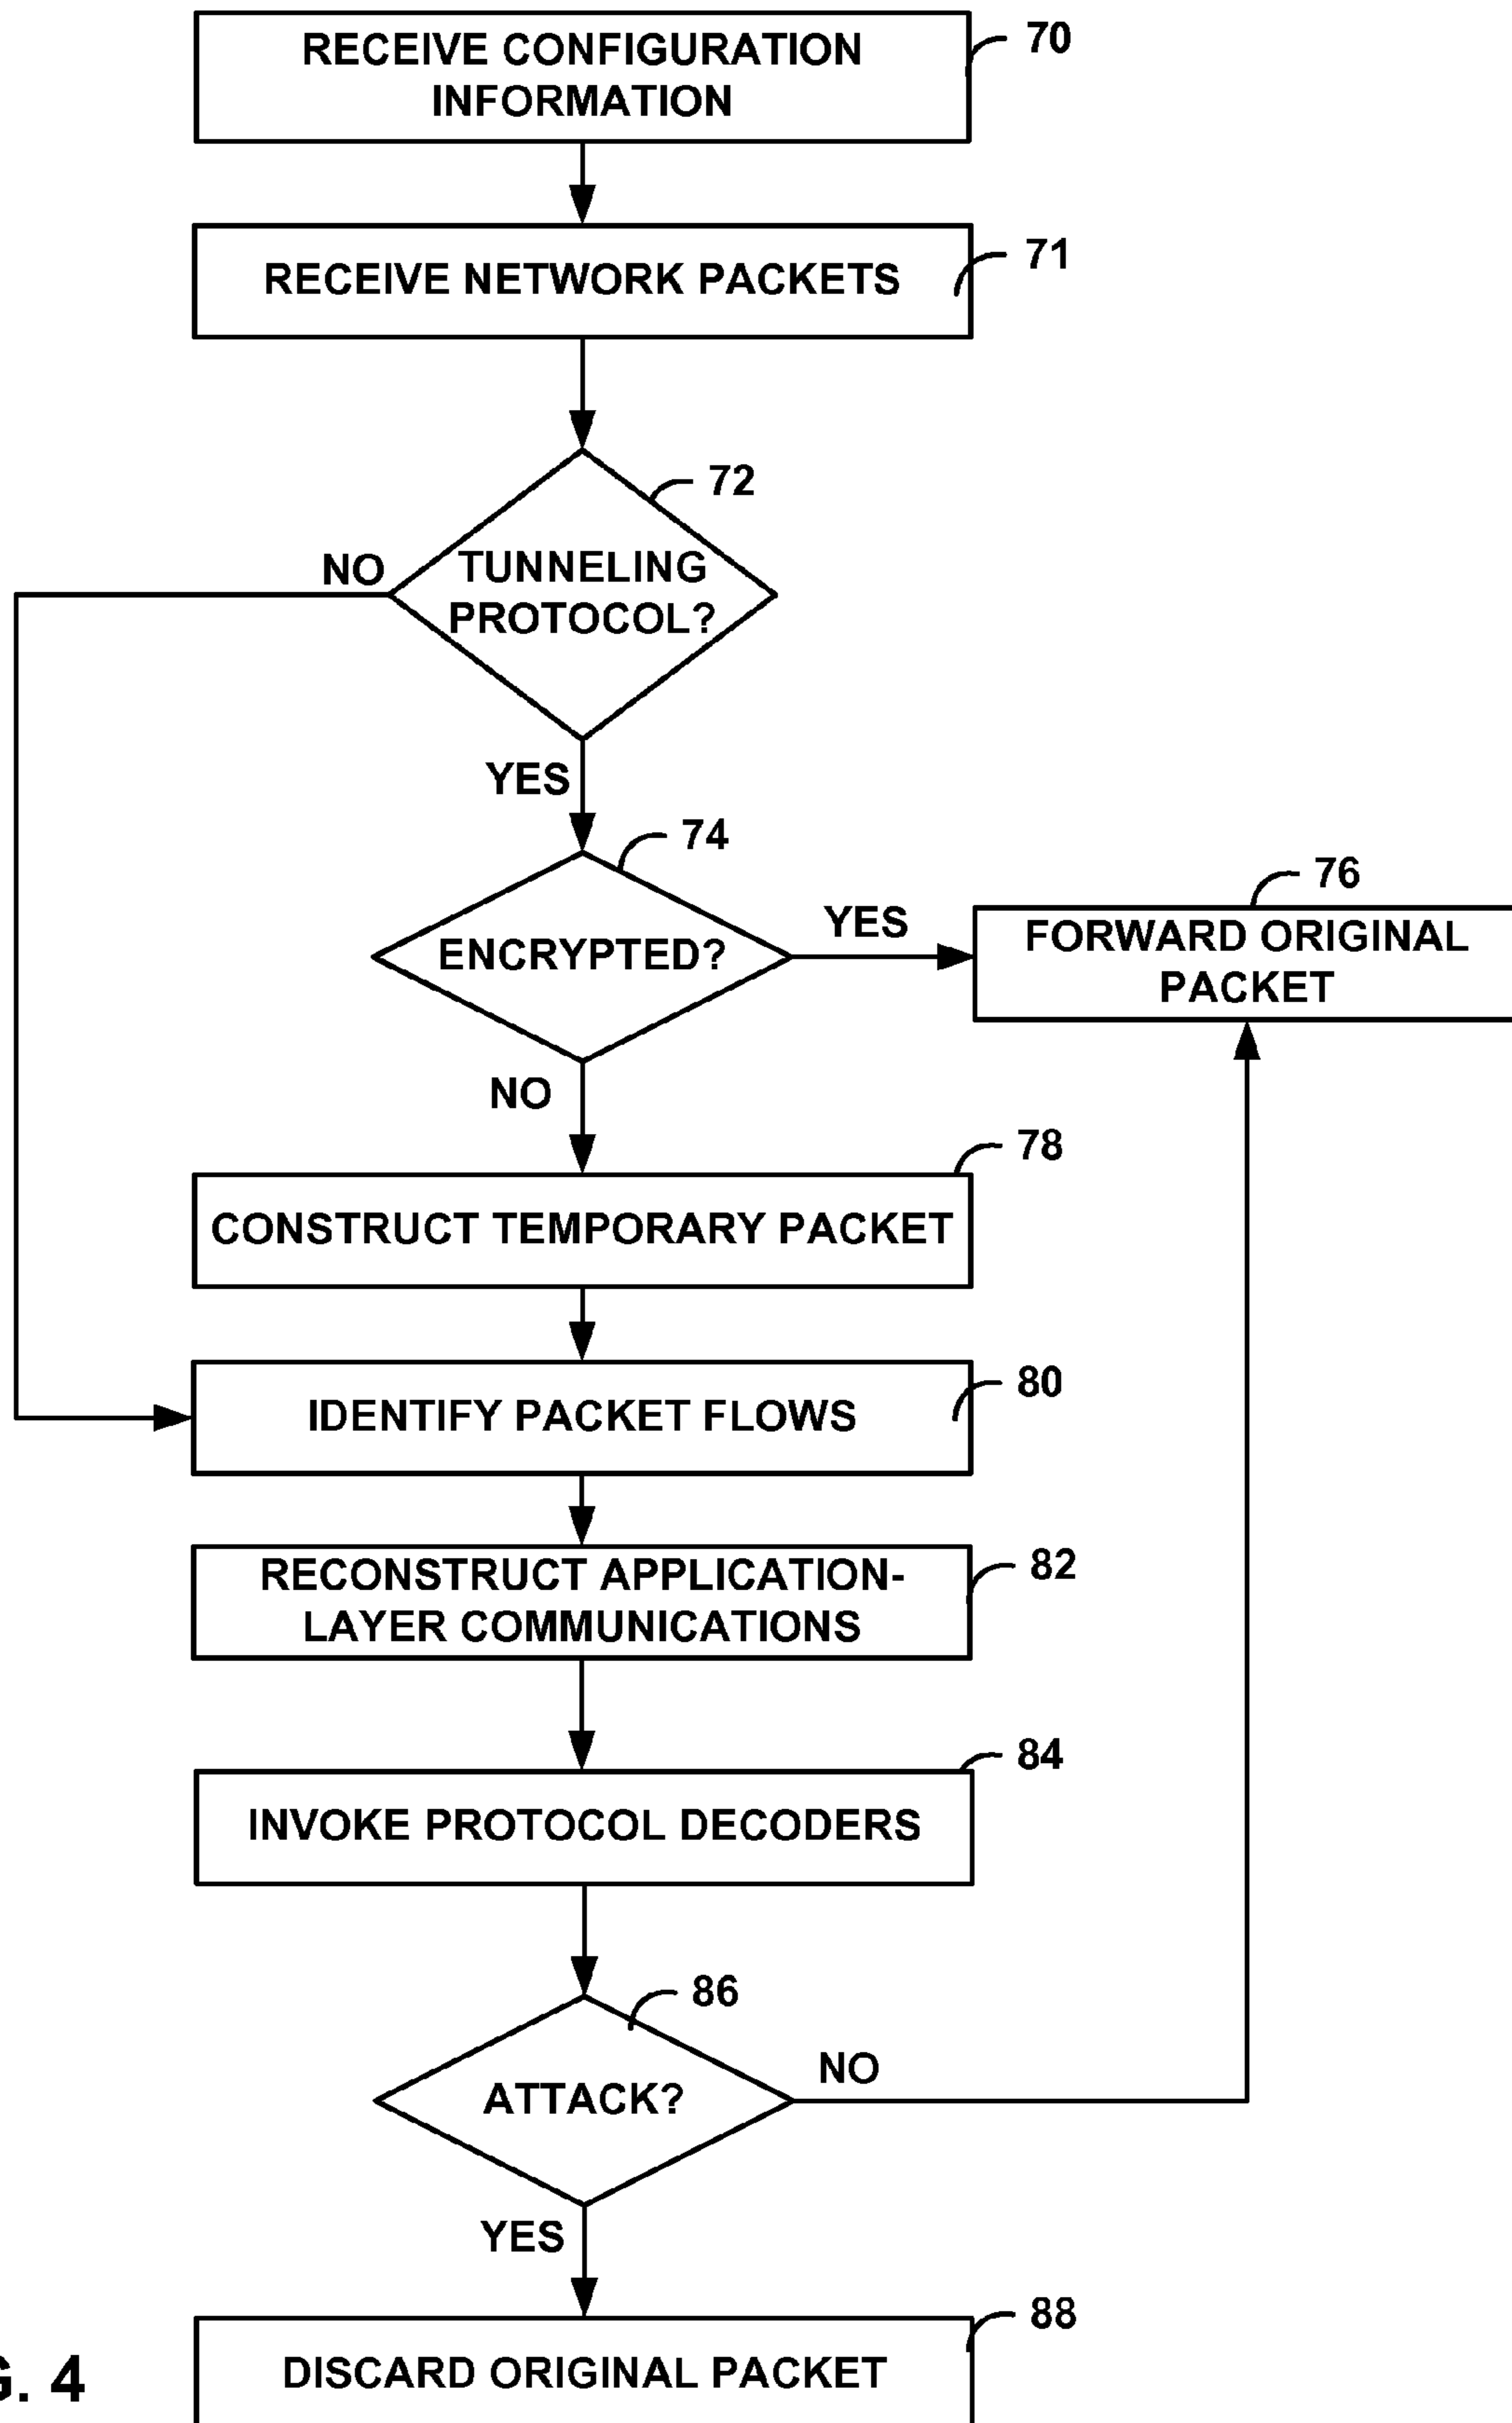 RECEIVE CONFIGURATION
INFORMATION
70
RECEIVE NETWORK PACKETS
71
72
TUNNELING
PROTOCOL?
NO
YES
74
ENCRYPTED?
YES
76
FORWARD ORIGINAL
PACKET
NO
78
CONSTRUCT TEMPORARY PACKET
80
IDENTIFY PACKET FLOWS
82
RECONSTRUCT APPLICATION-
LAYER COMMUNICATIONS
84
INVOKE PROTOCOL DECODERS
86
ATTACK?
NO
YES
88
DISCARD ORIGINAL PACKET
G. 4